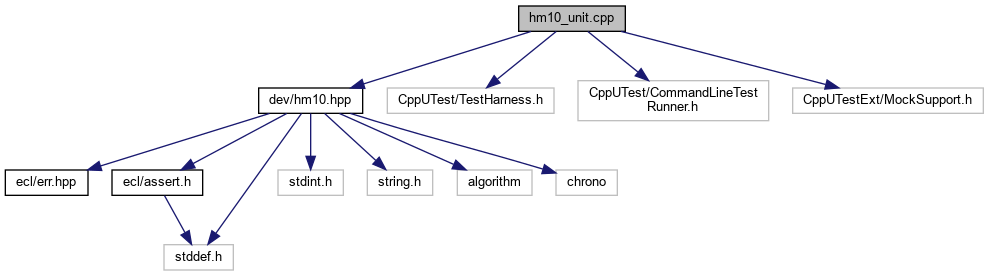 hm10_unit.cpp
dev/hm10.hpp
CppUTest/TestHarness.h
CppUTest/CommandLineTest
Runner.h
CppUTestExt/MockSupport.h
ecl/err.hpp
ecl/assert.h
stdint.h
string.h
algorithm
chrono
stddef.h